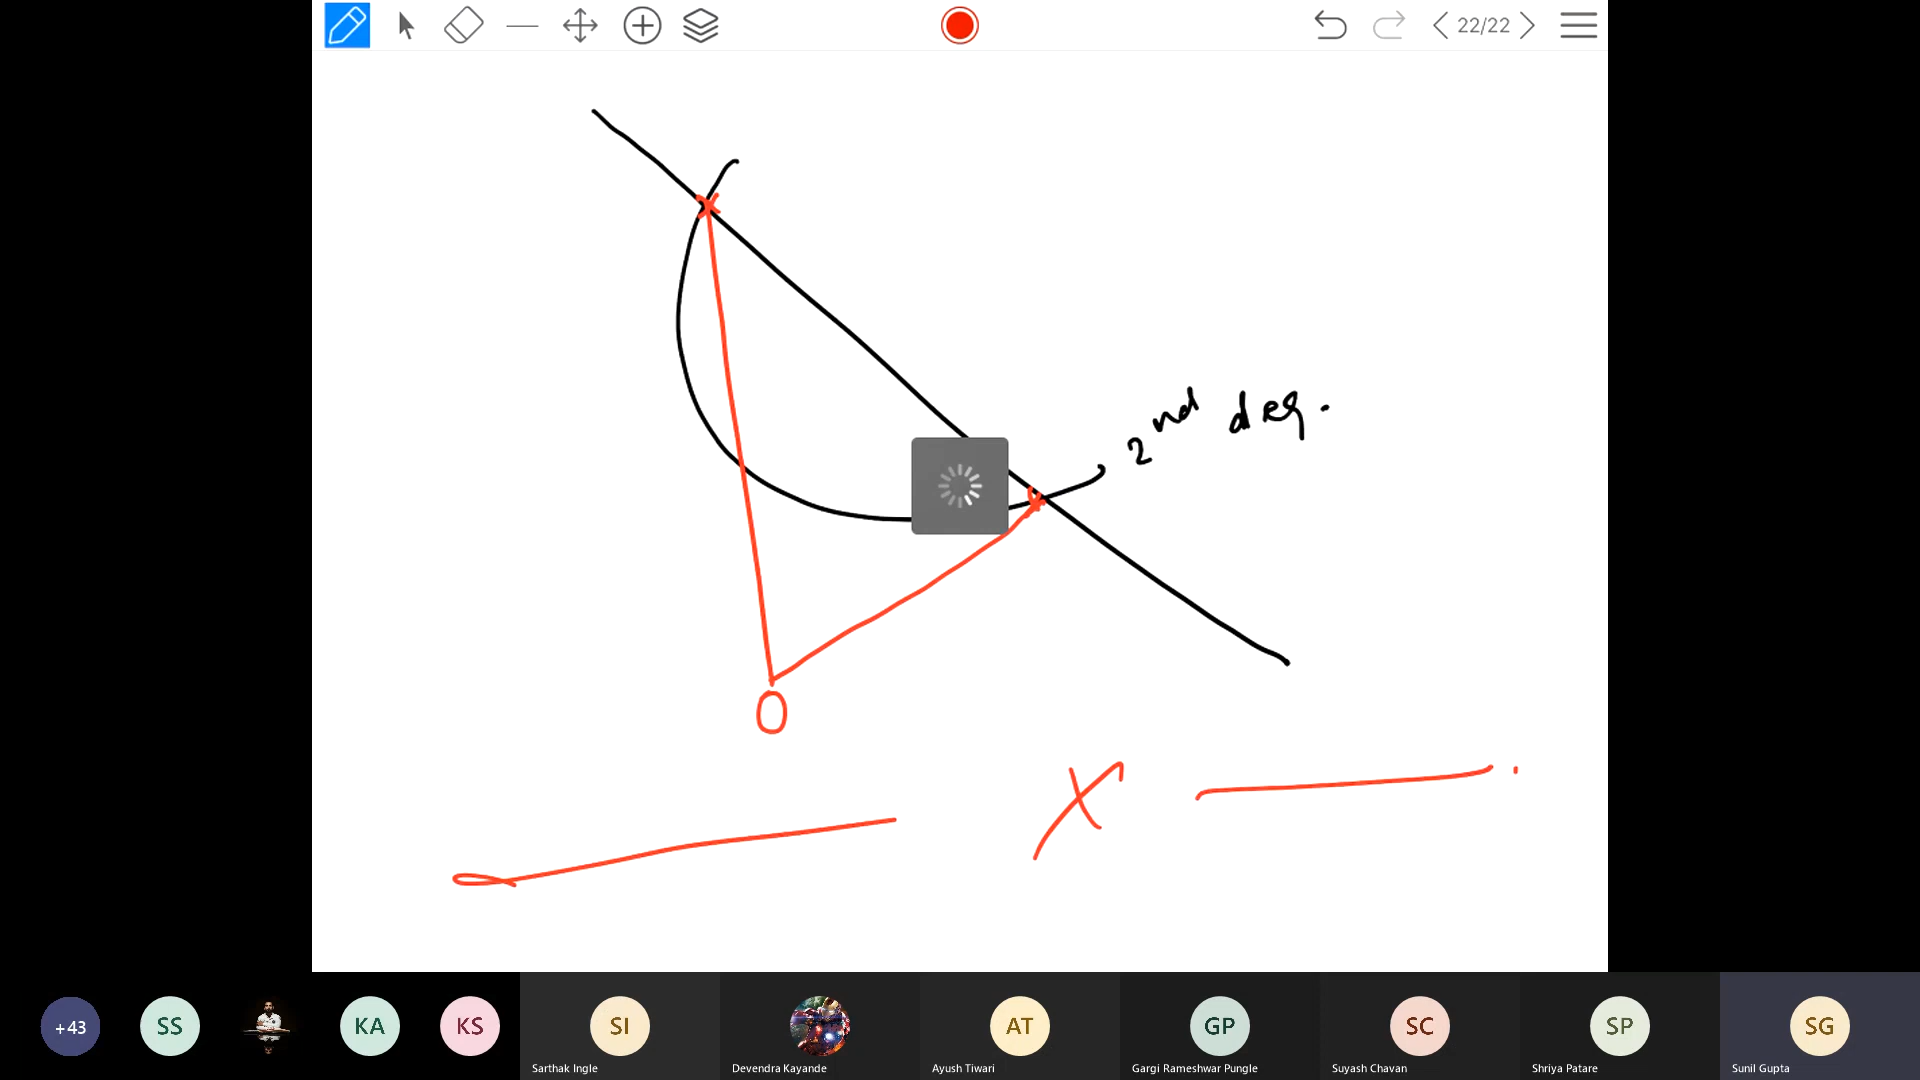 22/22
2nd deg.
O
X
+43
SS
KA
KS
SI
AT
GP
SC
SP
SG
Sarthak Ingle
Devendra Kayande
Ayush Tiwari
Gargi Rameshwar Pungle
Suyash Chavan
Shriya Patare
Sunil Gupta